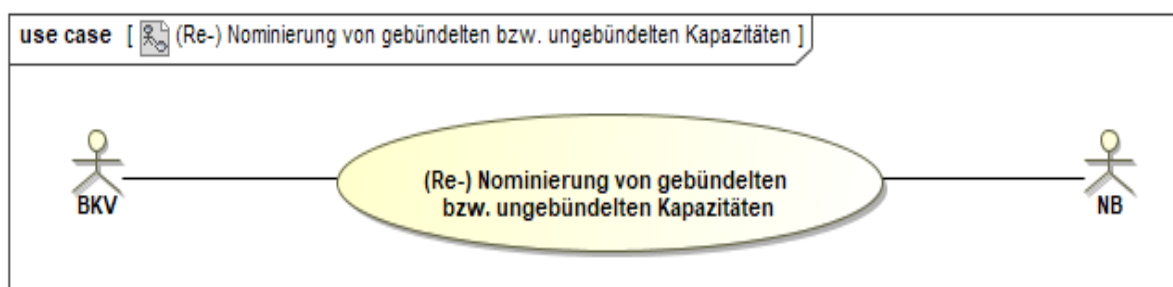 use case [ (Re-) Nominierung von gebündelten bzw. ungebündelten Kapazitäten ]
(Re-) Nominierung von gebündelten
bzw. ungebündelten Kapazitäten
BKV
NB